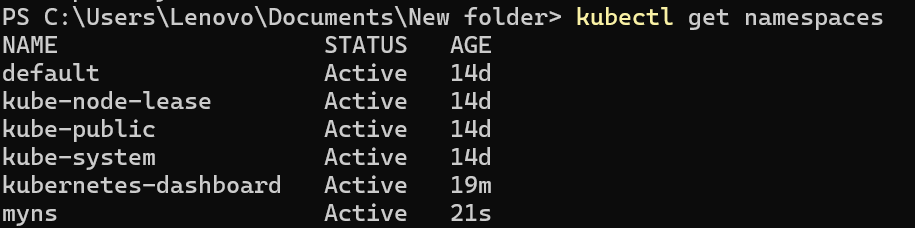 PS C:\Users\Lenovo\Documents\New folder> kubectl get namespaces
NAME STATUS AGE
default Active 14d
kube-node-lease Active 14d
kube-public Active 14d
kube-system Active 14d
kubernetes-dashboard Active 19m
myns Active 21s